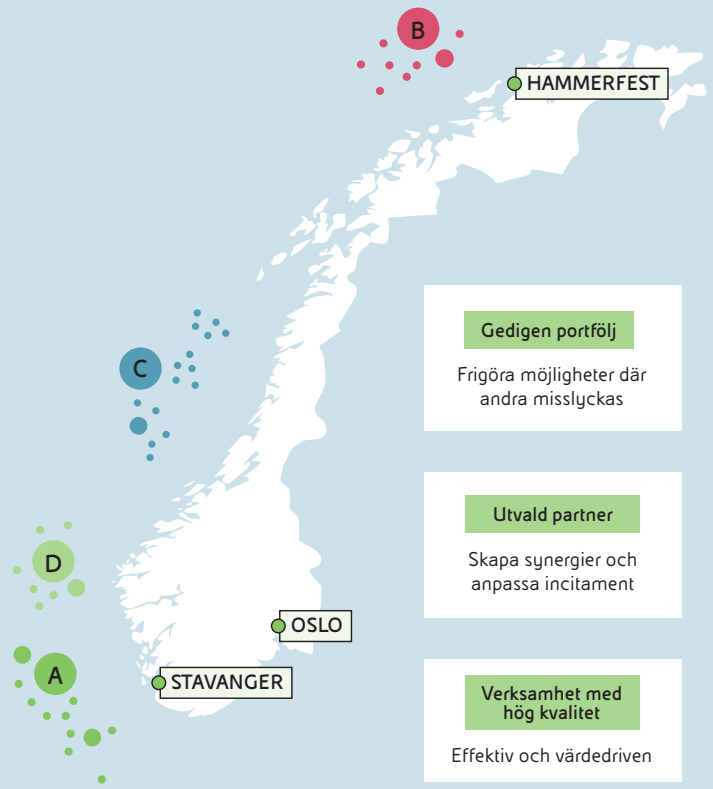 B
HAMMERFEST
C
Gedigen portfölj
Frigöra möjligheter där
andra misslyckas
Utvald partner
Skapa synergier och
anpassa incitament
D
OSLO
A
STAVANGER
Verksamhet med
hög kvalitet
Effektiv och värdedriven